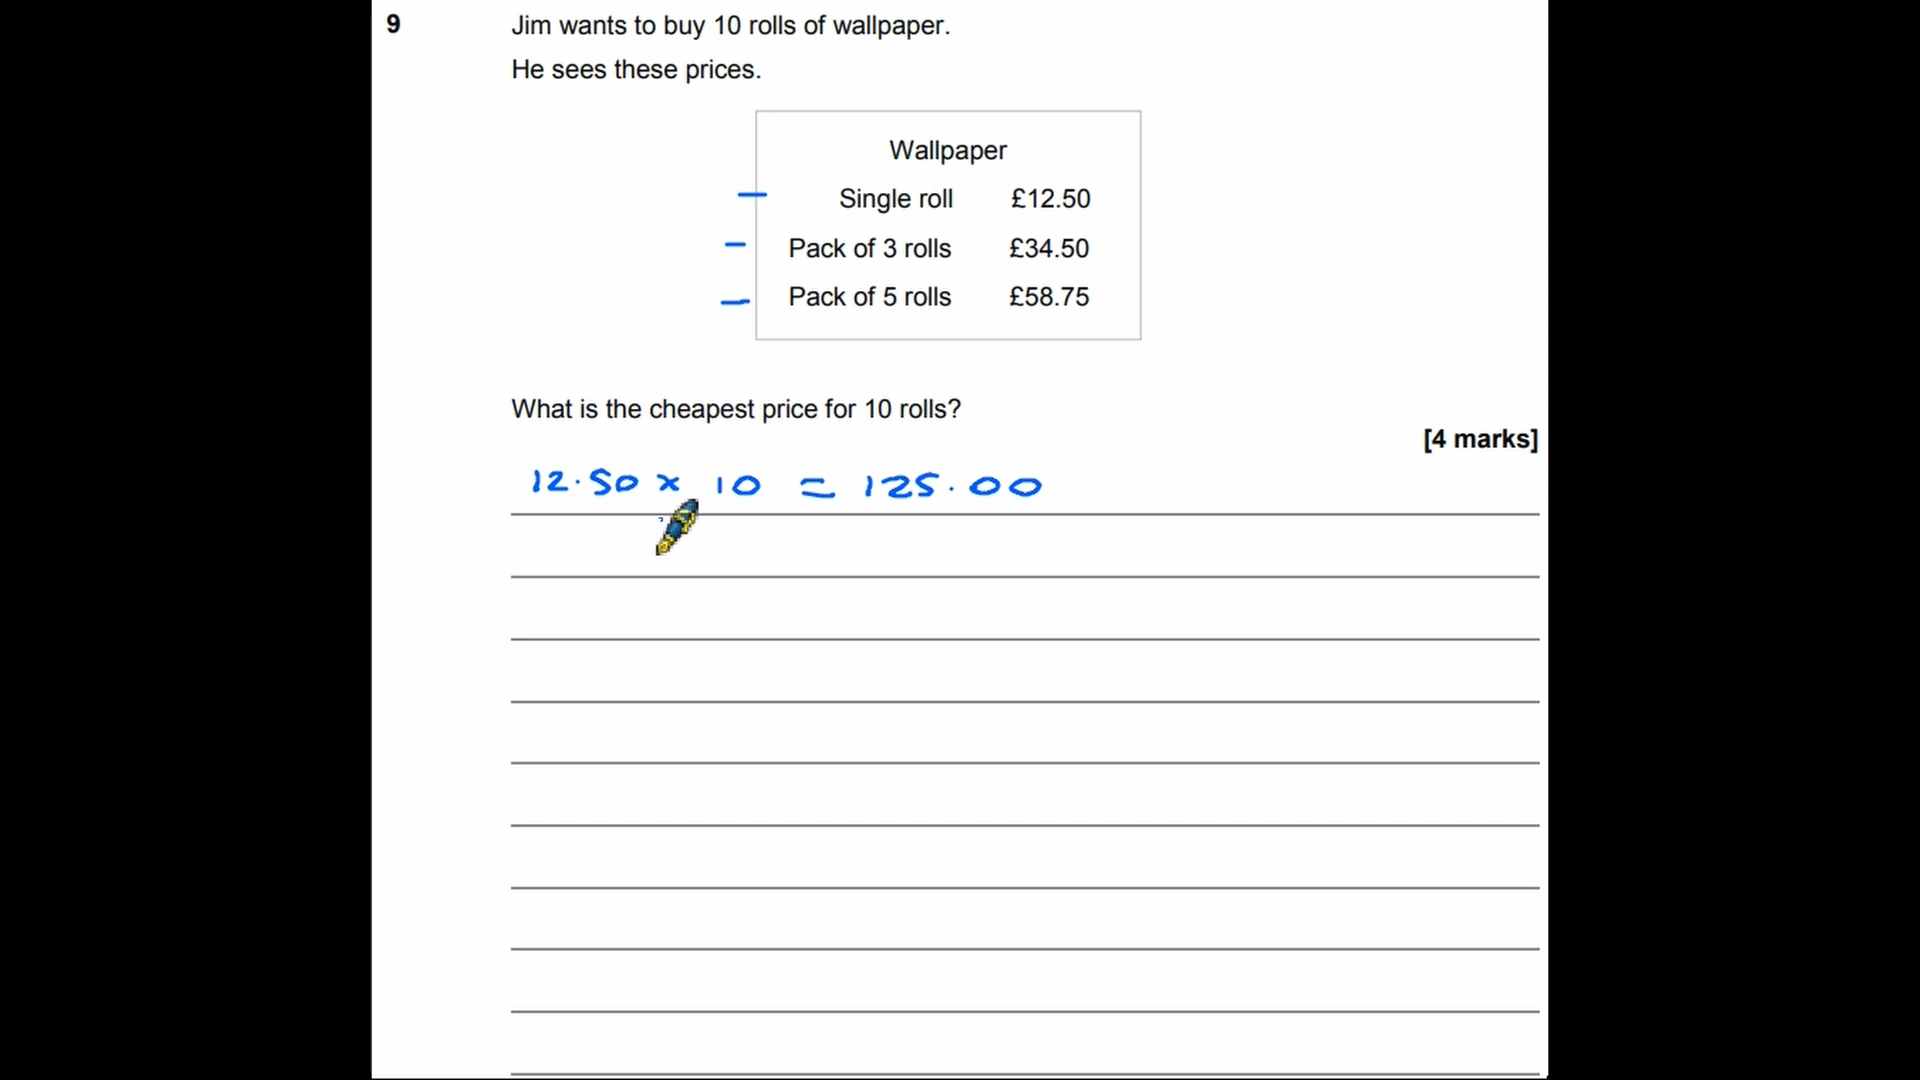 9 Jim wants to buy 10 rolls of wallpaper.
He sees these prices.
Wallpaper
Single roll £12.50
Pack of 3 rolls £34.50
Pack of 5 rolls £58.75
What is the cheapest price for 10 rolls?
[4 marks]
12.50 x 10 = 125.00